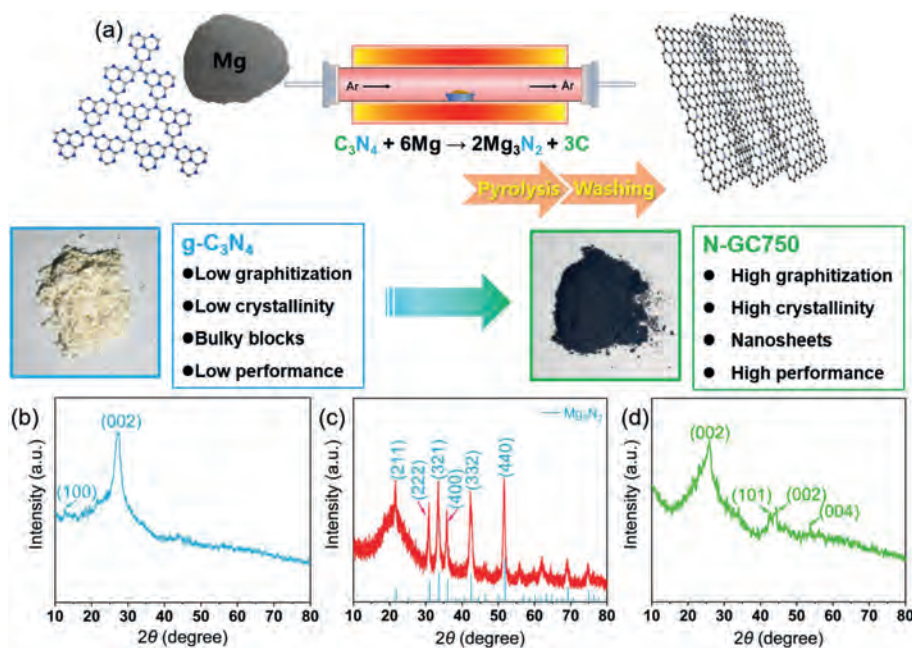 (a)
Mg
Ar
Ar
C₃N₄ + 6Mg → 2Mg₃N₂ + 3C
Pyrolysis Washing
g-C₃N₄
●Low graphitization
●Low crystallinity
●Bulky blocks
●Low performance
N-GC750
● High graphitization
● High crystallinity
● Nanosheets
● High performance
(b)
(002)
(100)
Intensity (a.u.)
10 20 30 40 50 60 70 80
2θ (degree)
(c)
Mg₃N₂
(211)
(222)
(321)
(400)
(332)
(440)
Intensity (a.u.)
10 20 30 40 50 60 70 80
2θ (degree)
(d)
(002)
(101)
(002)
(004)
Intensity (a.u.)
10 20 30 40 50 60 70 80
2θ (degree)